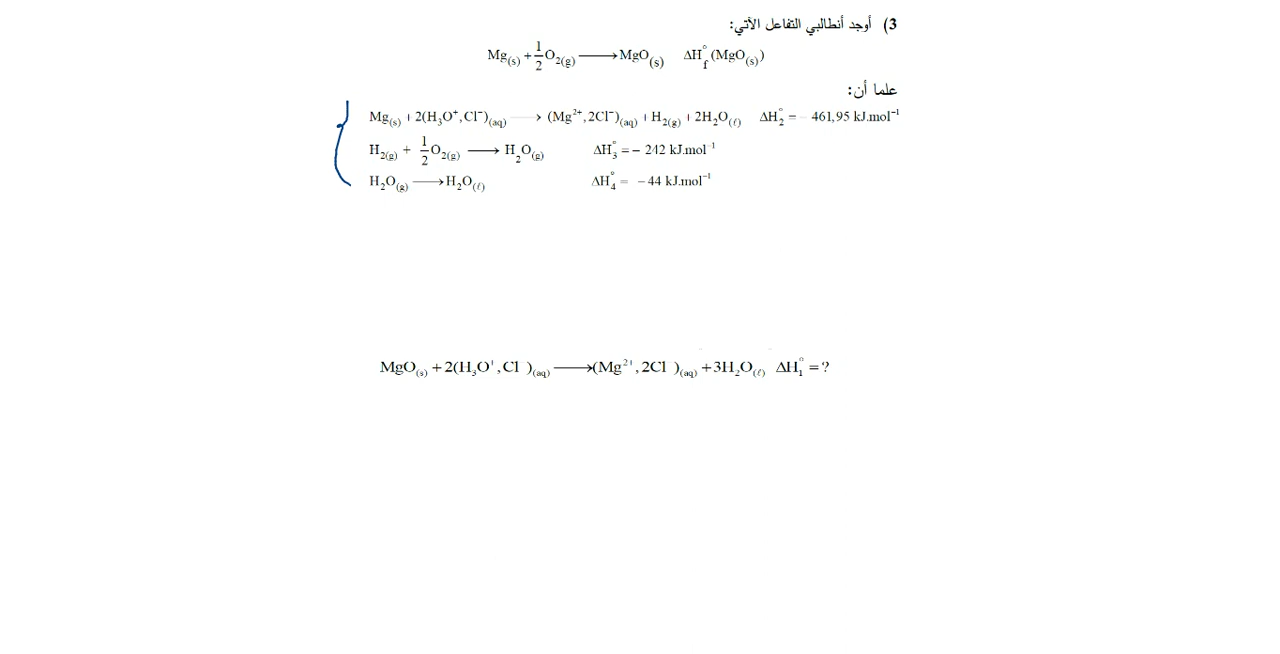 3) أوجد أنطالبي التفاعل الآتي:
Mg(s) + 1/2 O2(g) ⟶ MgO(s) ΔH°f (MgO(s))
علما أن:
Mg(s) + 2(H3O⁺, Cl⁻)(aq) ⟶ (Mg²⁺, 2Cl⁻)(aq) + H2(g) + 2H2O(ℓ) ΔH°2 = − 461,95 kJ.mol⁻¹
H2(g) + 1/2 O2(g) ⟶ H2O(g) ΔH°3 = − 242 kJ.mol⁻¹
H2O(g) ⟶ H2O(ℓ) ΔH°4 = − 44 kJ.mol⁻¹
MgO(s) + 2(H3O⁺, Cl⁻)(aq) ⟶ (Mg²⁺, 2Cl⁻)(aq) + 3H2O(ℓ) ΔH°1 = ?